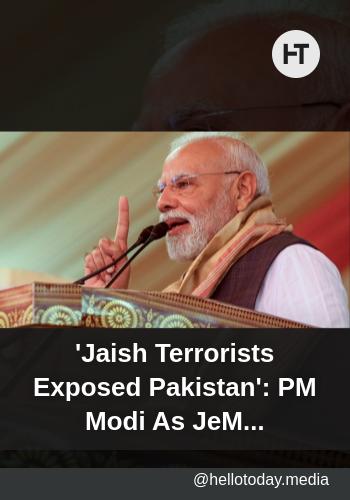 HT
'Jaish Terrorists
Exposed Pakistan': PM
Modi As JeM...
@hellotoday.media